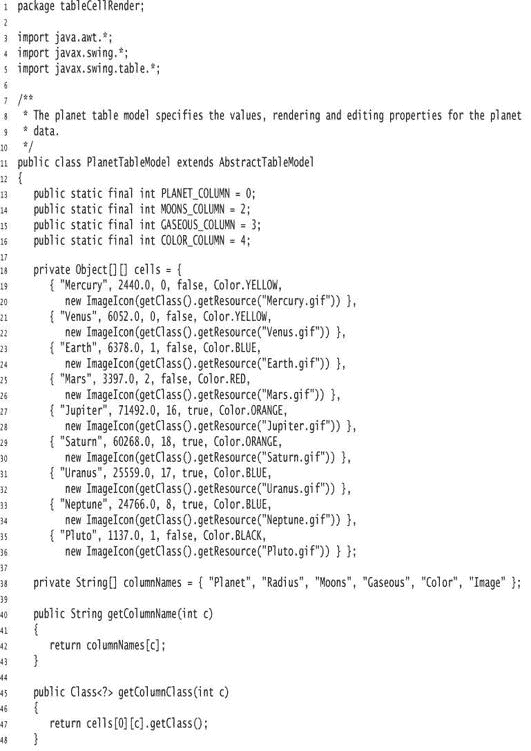 1 package tableCellRender;
2
3 import java.awt.*;
4 import javax.swing.*;
5 import javax.swing.table.*;
6
7 /**
8  * The planet table model specifies the values, rendering and editing properties for the planet
9  * data.
10  */
11 public class PlanetTableModel extends AbstractTableModel
12 {
13    public static final int PLANET_COLUMN = 0;
14    public static final int MOONS_COLUMN = 2;
15    public static final int GASEOUS_COLUMN = 3;
16    public static final int COLOR_COLUMN = 4;
17
18    private Object[][] cells = {
19       { "Mercury", 2440.0, 0, false, Color.YELLOW,
20         new ImageIcon(getClass().getResource("Mercury.gif")) },
21       { "Venus", 6052.0, 0, false, Color.YELLOW,
22         new ImageIcon(getClass().getResource("Venus.gif")) },
23       { "Earth", 6378.0, 1, false, Color.BLUE,
24         new ImageIcon(getClass().getResource("Earth.gif")) },
25       { "Mars", 3397.0, 2, false, Color.RED,
26         new ImageIcon(getClass().getResource("Mars.gif")) },
27       { "Jupiter", 71492.0, 16, true, Color.ORANGE,
28         new ImageIcon(getClass().getResource("Jupiter.gif")) },
29       { "Saturn", 60268.0, 18, true, Color.ORANGE,
30         new ImageIcon(getClass().getResource("Saturn.gif")) },
31       { "Uranus", 25559.0, 17, true, Color.BLUE,
32         new ImageIcon(getClass().getResource("Uranus.gif")) },
33       { "Neptune", 24766.0, 8, true, Color.BLUE,
34         new ImageIcon(getClass().getResource("Neptune.gif")) },
35       { "Pluto", 1137.0, 1, false, Color.BLACK,
36         new ImageIcon(getClass().getResource("Pluto.gif")) } };
37
38    private String[] columnNames = { "Planet", "Radius", "Moons", "Gaseous", "Color", "Image" };
39
40    public String getColumnName(int c)
41    {
42       return columnNames[c];
43    }
44
45    public Class<?> getColumnClass(int c)
46    {
47       return cells[0][c].getClass();
48    }